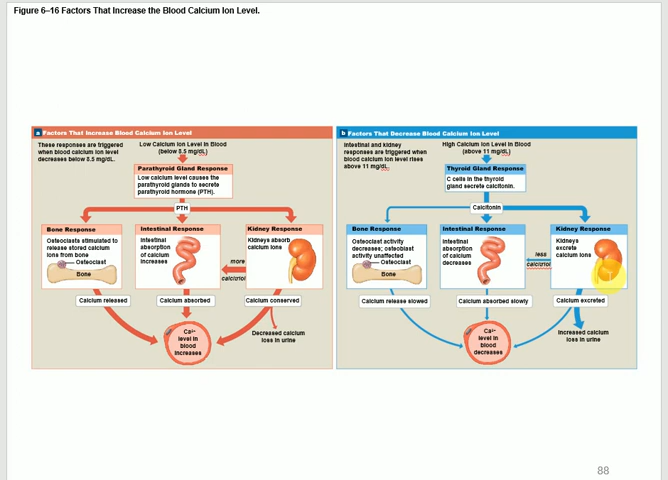 Figure 6–16 Factors That Increase the Blood Calcium Ion Level.
a Factors That Increase Blood Calcium Ion Level
These responses are triggered
when blood calcium ion level
decreases below 8.5 mg/dL.
Low Calcium Ion Level in Blood
(below 8.5 mg/dL)
Parathyroid Gland Response
Low calcium level causes the
parathyroid glands to secrete
parathyroid hormone (PTH).
PTH
Bone Response
Osteoclasts stimulated to
release stored calcium
ions from bone
Osteoclast
Bone
Intestinal Response
Intestinal
absorption
of calcium
increases
more
calcitriol
Kidney Response
Kidneys absorb
calcium ions
Calcium released
Calcium absorbed
Calcium conserved
Ca²⁺
level in
blood
increases
Decreased calcium
loss in urine
b Factors That Decrease Blood Calcium Ion Level
Intestinal and kidney
responses are triggered when
blood calcium ion level rises
above 11 mg/dL.
High Calcium Ion Level in Blood
(above 11 mg/dL)
Thyroid Gland Response
C cells in the thyroid
gland secrete calcitonin.
Calcitonin
Bone Response
Osteoclast activity
decreases; osteoblast
activity unaffected
Osteoclast
Bone
Intestinal Response
Intestinal
absorption
of calcium
decreases
less
calcitriol
Kidney Response
Kidneys
excrete
calcium ions
Calcium release slowed
Calcium absorbed slowly
Calcium excreted
Ca²⁺
level in
blood
decreases
Increased calcium
loss in urine
88